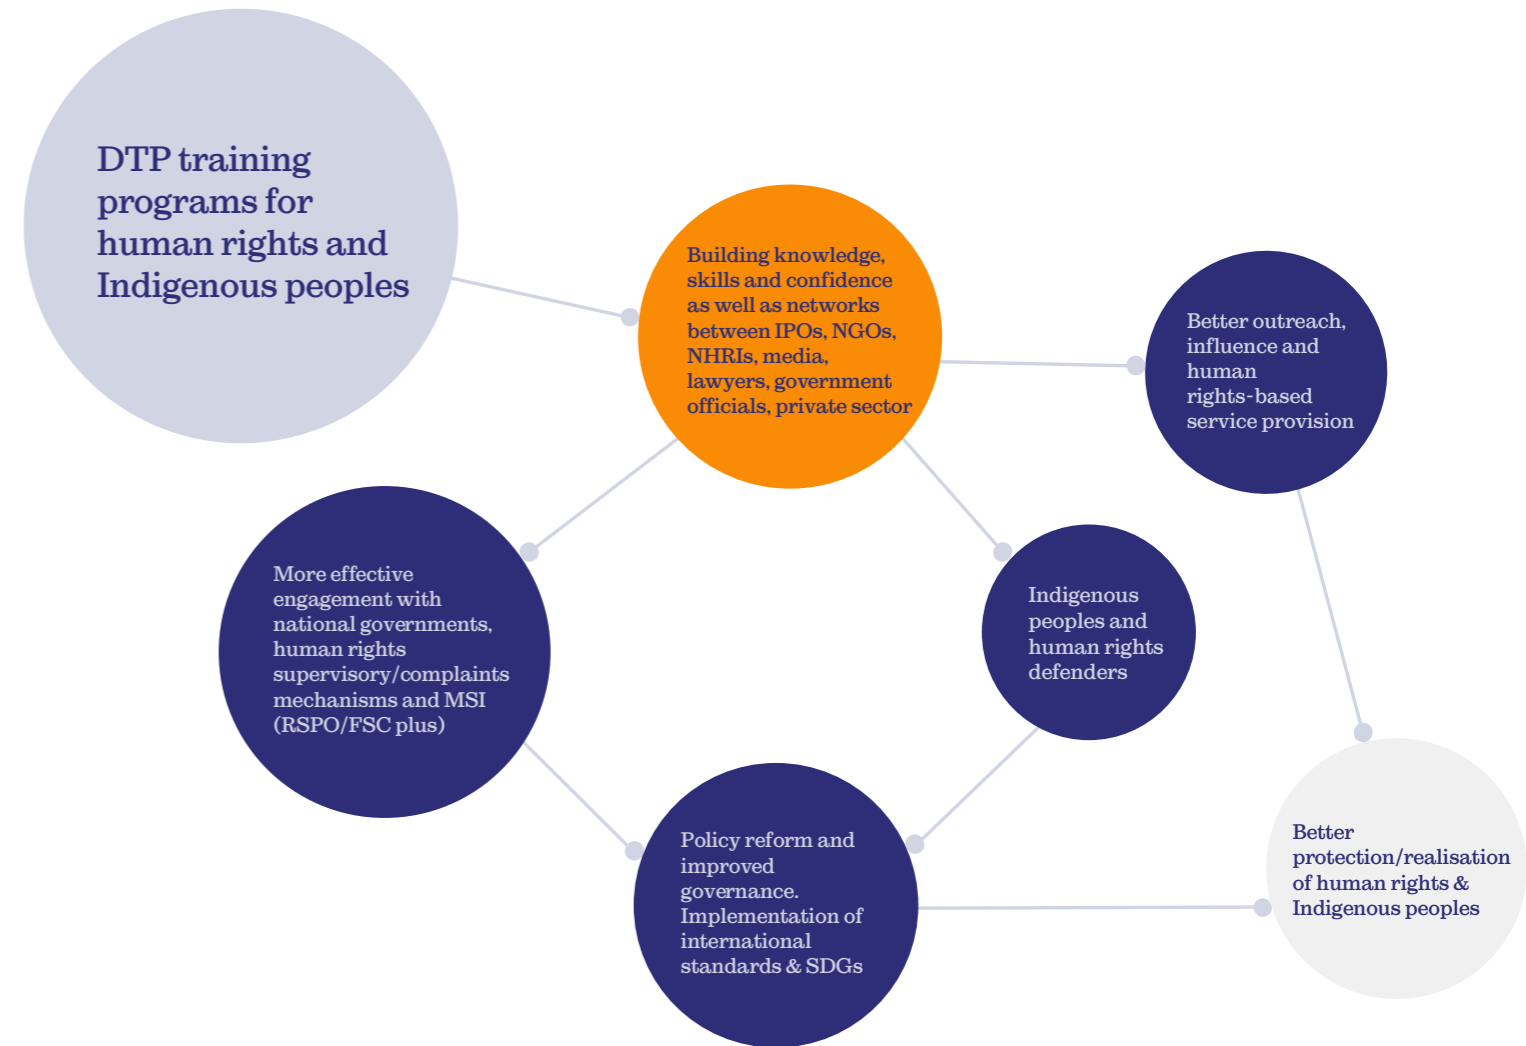 DTP training
programs for
human rights and
Indigenous peoples
Building knowledge,
skills and confidence
as well as networks
between IPOs, NGOs,
NHRIs, media,
lawyers, government
officials, private sector
Better outreach,
influence and
human
rights-based
service provision
More effective
engagement with
national governments,
human rights
supervisory/complaints
mechanisms and MSI
(RSPO/FSC plus)
Indigenous
peoples and
human rights
defenders
Policy reform and
improved
governance.
Implementation of
international
standards & SDGs
Better
protection/realisation
of human rights &
Indigenous peoples